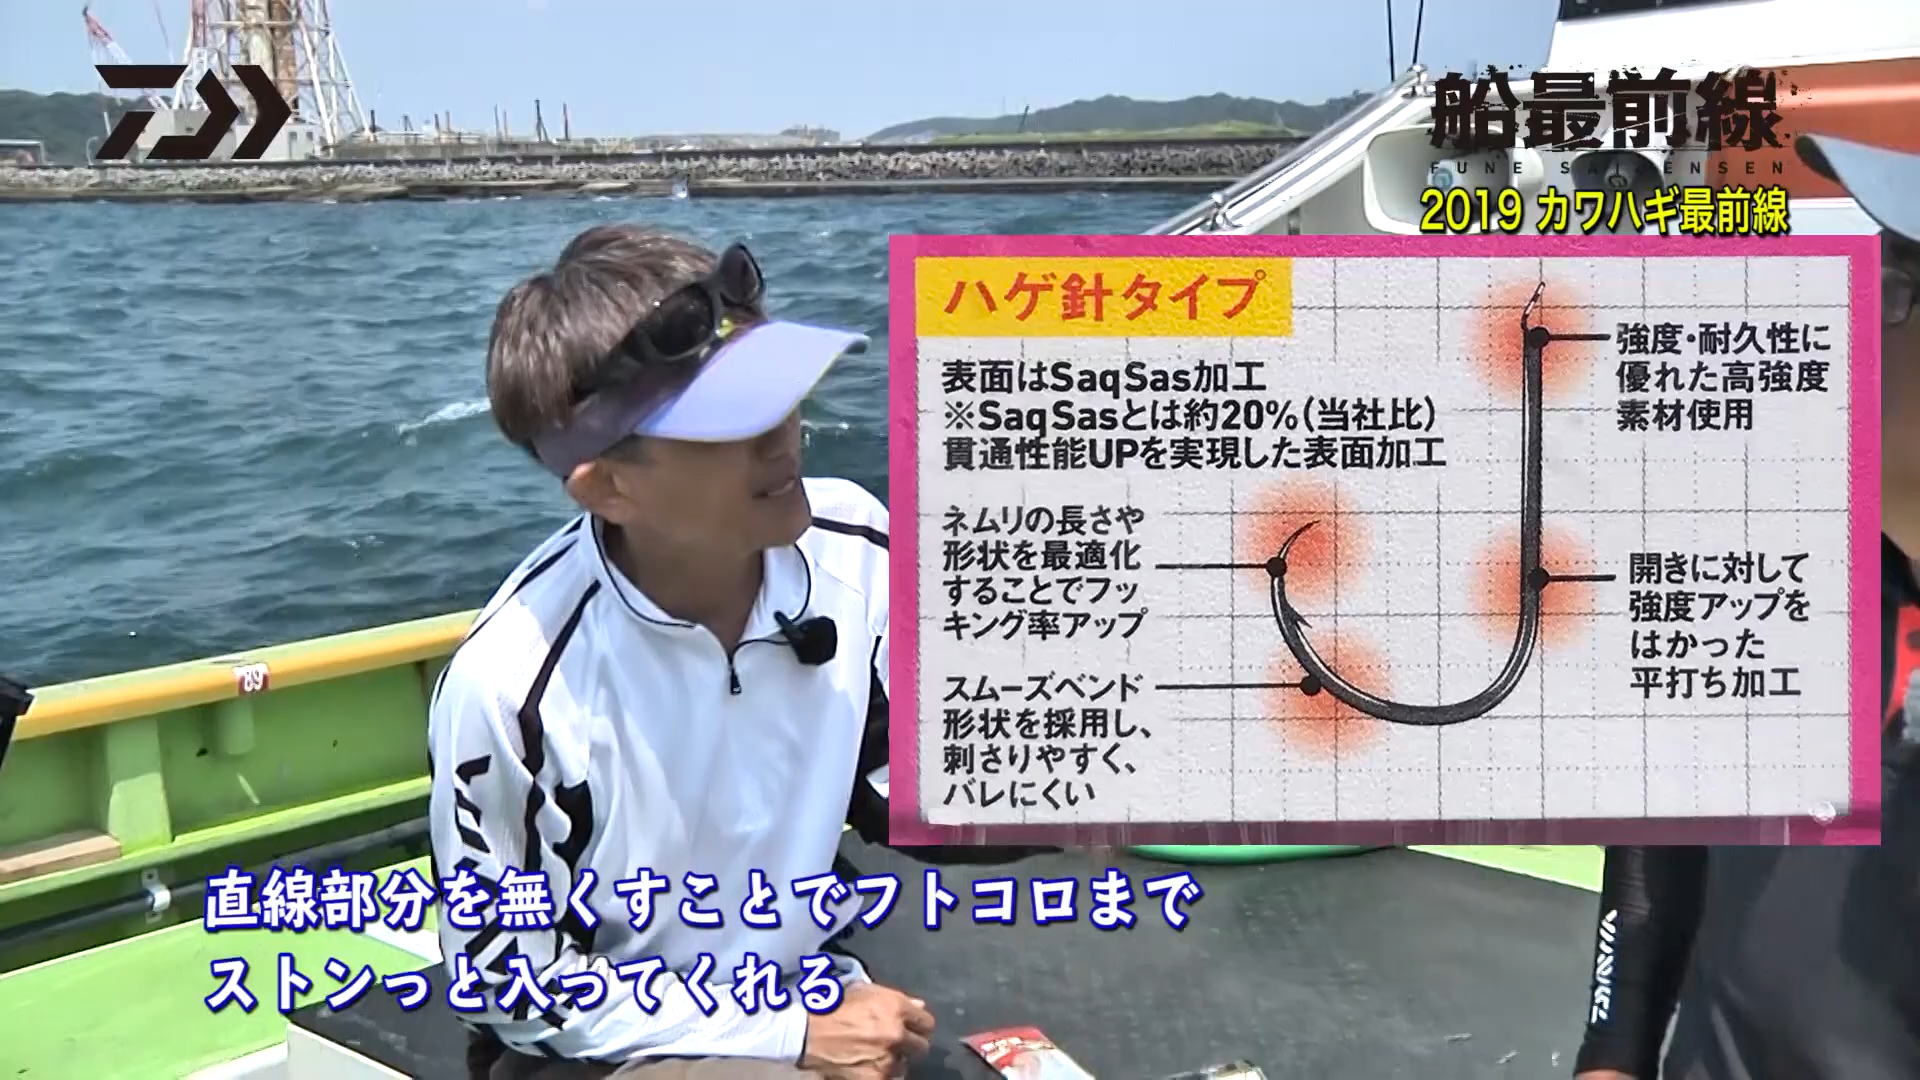 船最前線
FUNE SAIZENSEN
2019 カワハギ最前線
ハゲ針タイプ
表面はSaqSas加工
※SaqSasとは約20%(当社比)
貫通性能UPを実現した表面加工
強度・耐久性に
優れた高強度
素材使用
ネムリの長さや
形状を最適化
することでフッ
キング率アップ
開きに対して
強度アップを
はかった
平打ち加工
スムーズベンド
形状を採用し、
刺さりやすく、
バレにくい
89
直線部分を無くすことでフトコロまで
ストンっと入ってくれる